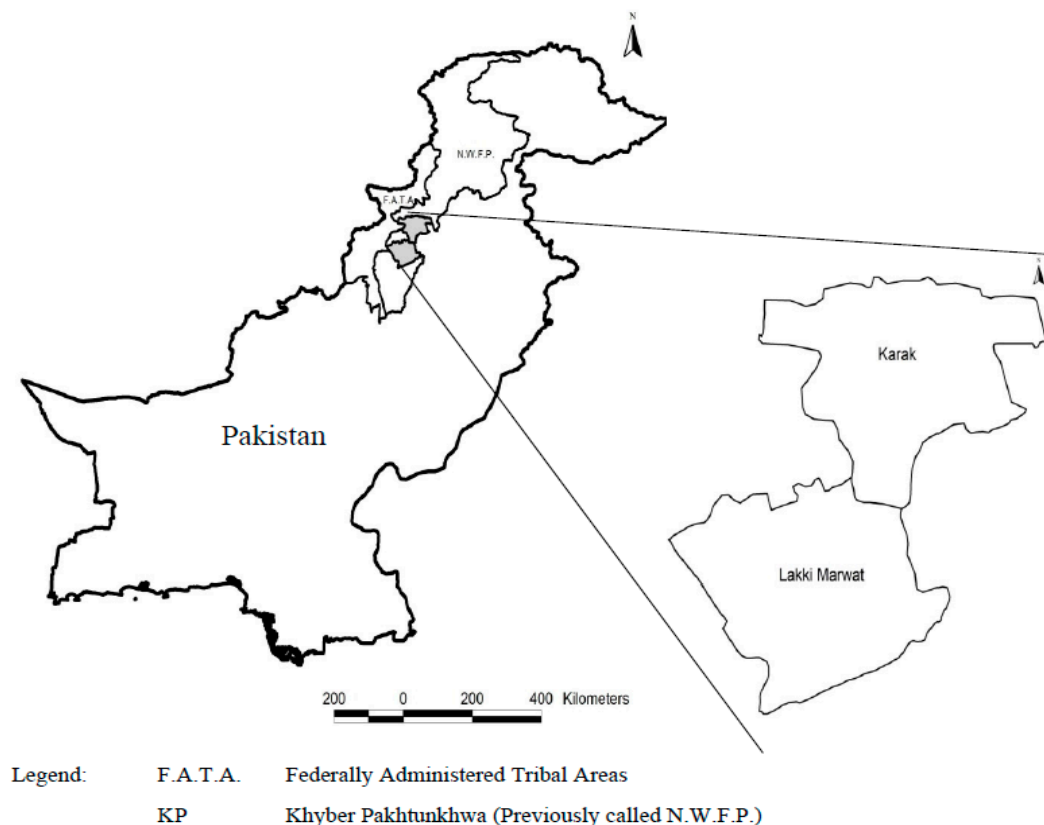 N
N.W.F.P.
F.A.T.A
N
Karak
Pakistan
Lakki Marwat
200 0 200 400 Kilometers
Legend: F.A.T.A. Federally Administered Tribal Areas
KP Khyber Pakhtunkhwa (Previously called N.W.F.P.)